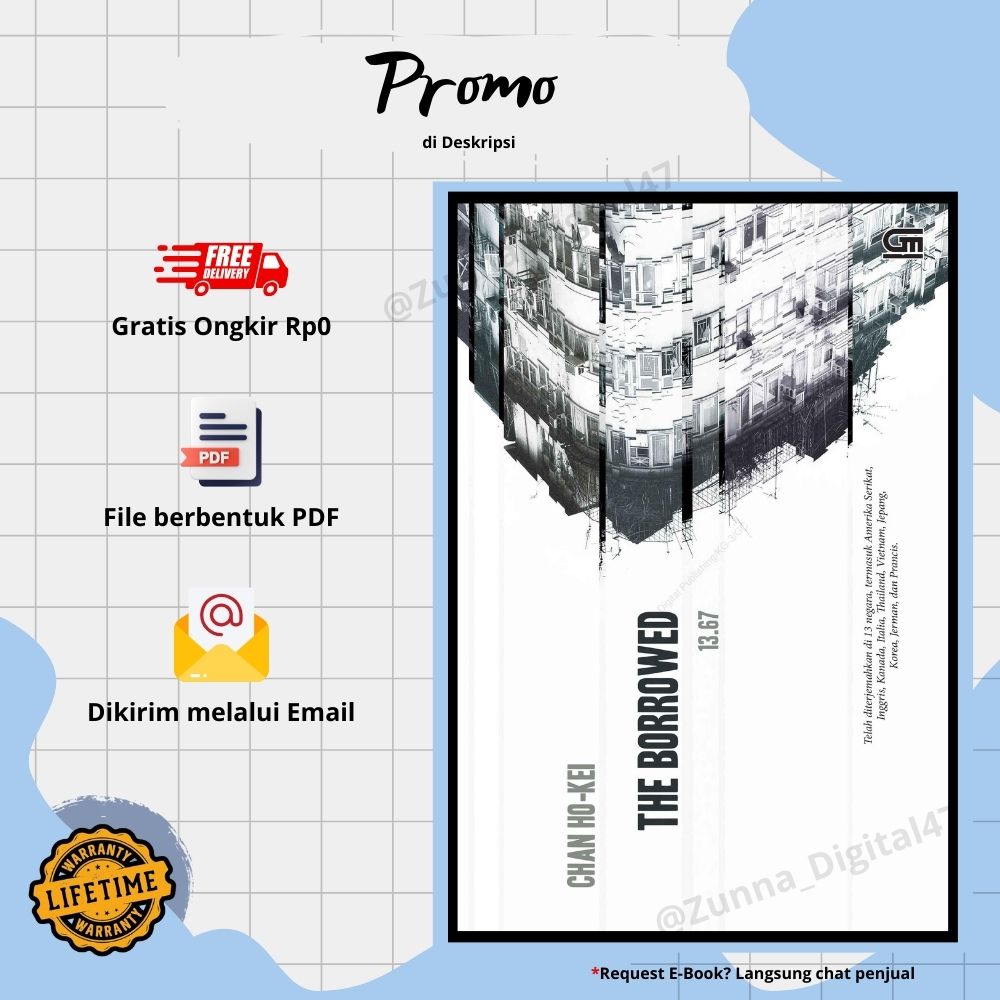 Promo
di Deskripsi
FREE
DELIVERY
Gratis Ongkir Rp0
PDF
File berbentuk PDF
@
Dikirim melalui Email
WARRANTY
LIFETIME
WARRANTY
GM
CHAN HO-KEI
THE BORROWED
13.67
Telah diterjemahkan di 13 negara, termasuk Amerika Serikat,
Inggris, Kanada, Italia, Thailand, Vietnam, Jepang,
Korea, Jerman, dan Prancis.
@Zunna_Digital47
*Request E-Book? Langsung chat penjual